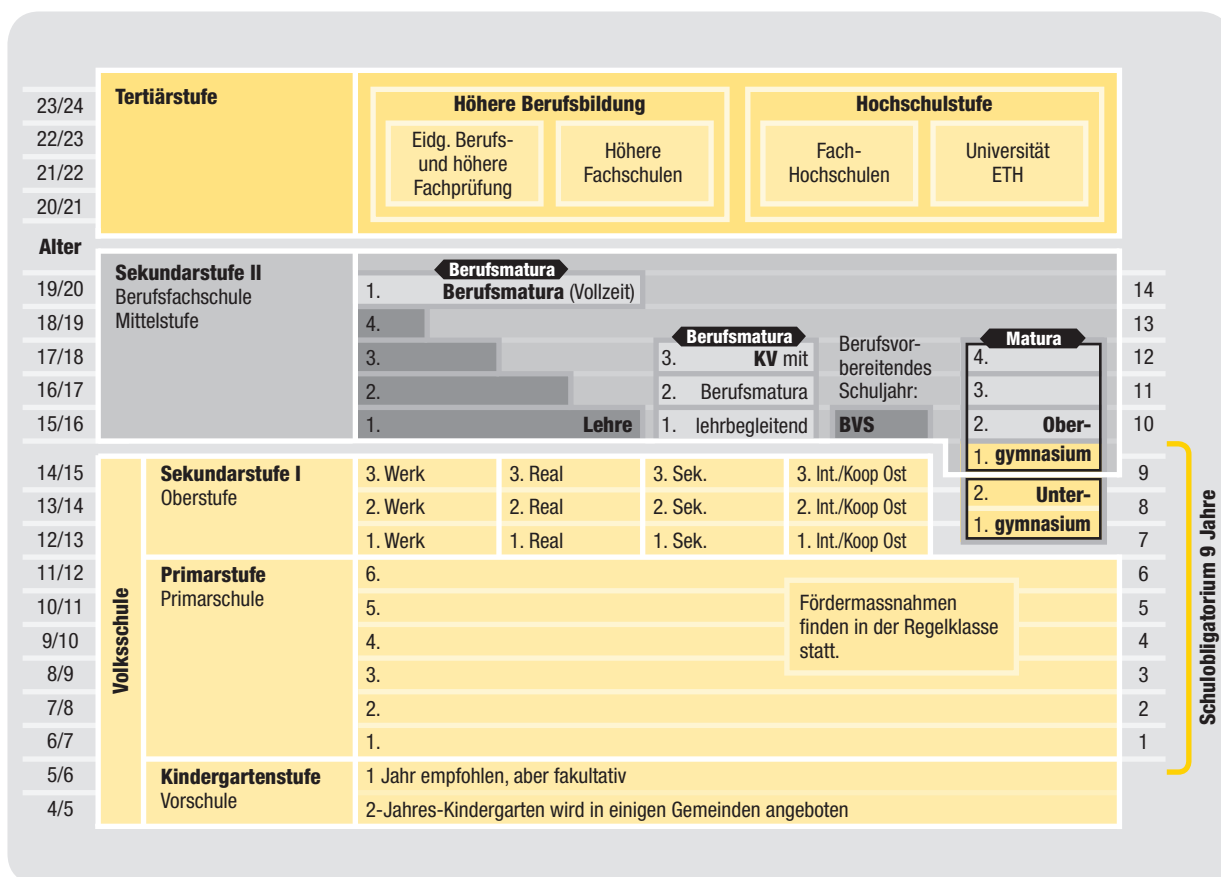 Tertiärstufe
Höhere Berufsbildung
Hochschulstufe
Eidg. Berufs-
und höhere
Fachprüfung
Höhere
Fachschulen
Fach-
Hochschulen
Universität
ETH
23/24
22/23
21/22
20/21
Alter
Sekundarstufe II
Berufsfachschule
Mittelstufe
19/20
18/19
17/18
16/17
15/16
Berufsmatura
1. Berufsmatura (Vollzeit)
4.
3.
2.
1. Lehre
Berufsmatura
3. KV mit
2. Berufsmatura
1. lehrbegleitend
Berufsvor-
bereitendes
Schuljahr:
BVS
Matura
4.
3.
2. Ober-
1. gymnasium
2. Unter-
1. gymnasium
14
13
12
11
10
Volksschule
Sekundarstufe I
Oberstufe
14/15
3. Werk
3. Real
3. Sek.
3. Int./Koop Ost
9
13/14
2. Werk
2. Real
2. Sek.
2. Int./Koop Ost
8
12/13
1. Werk
1. Real
1. Sek.
1. Int./Koop Ost
7
Primarstufe
Primarschule
11/12
6.
6
10/11
5.
5
9/10
4.
4
8/9
3.
3
7/8
2.
2
6/7
1.
1
Fördermassnahmen
finden in der Regelklasse
statt.
Kindergartenstufe
Vorschule
5/6
1 Jahr empfohlen, aber fakultativ
4/5
2-Jahres-Kindergarten wird in einigen Gemeinden angeboten
Schulobligatorium 9 Jahre